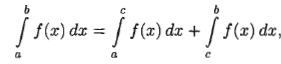 ∫_a^b f(x) dx = ∫_a^c f(x) dx + ∫_c^b f(x) dx,